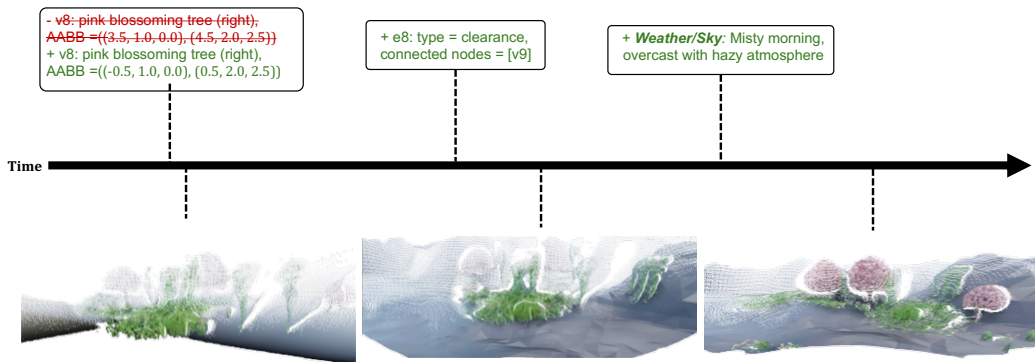 - v8: pink blossoming tree (right),
AABB =((3.5, 1.0, 0.0), (4.5, 2.0, 2.5))
+ v8: pink blossoming tree (right),
AABB =((-0.5, 1.0, 0.0), (0.5, 2.0, 2.5))
+ e8: type = clearance,
connected nodes = [v9]
+ Weather/Sky: Misty morning,
overcast with hazy atmosphere
Time